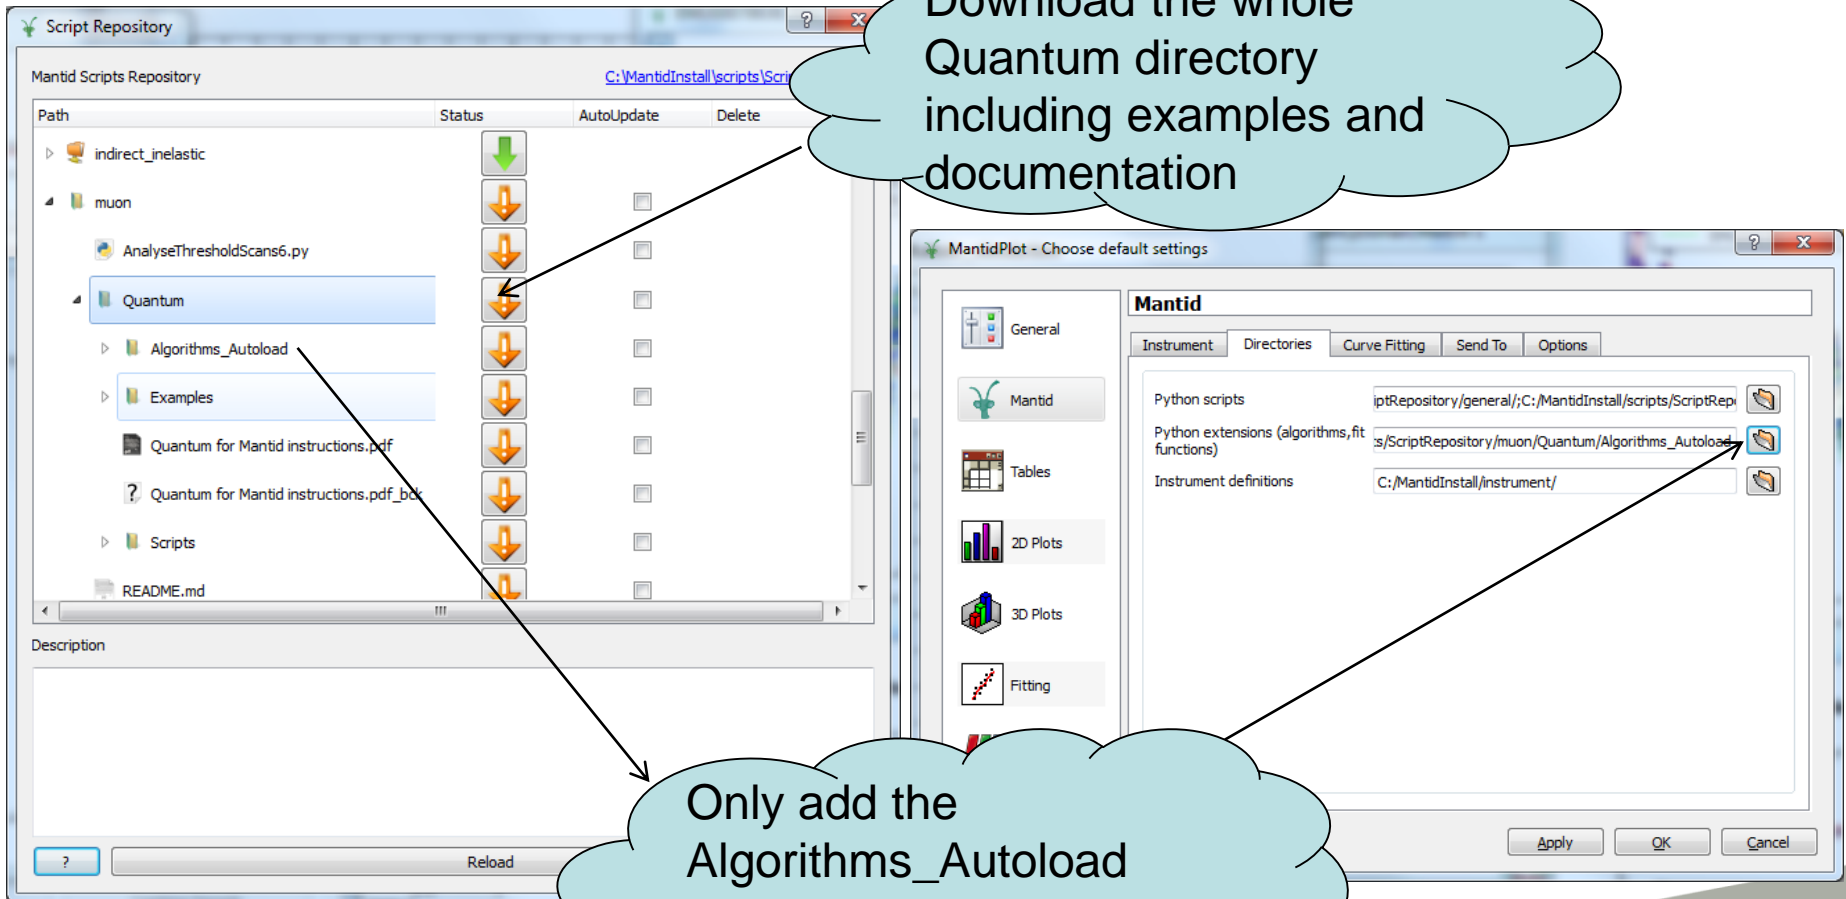 Script Repository
Mantid Scripts Repository
C:\MantidInstall\scripts\Scri
Path Status AutoUpdate Delete
indirect_inelastic
muon
AnalyseThresholdScans6.py
Quantum
Algorithms_Autoload
Examples
Quantum for Mantid instructions.pdf
Quantum for Mantid instructions.pdf_bck
Scripts
README.md
Description
? Reload
Download the whole
Quantum directory
including examples and
documentation
MantidPlot - Choose default settings
General
Mantid
Tables
2D Plots
3D Plots
Fitting
Mantid
Instrument Directories Curve Fitting Send To Options
Python scripts iptRepository/general/;C:/MantidInstall/scripts/ScriptRep
Python extensions (algorithms,fit
functions) ts/ScriptRepository/muon/Quantum/Algorithms_Autoload
Instrument definitions C:/MantidInstall/instrument/
Apply OK Cancel
Only add the
Algorithms_Autoload